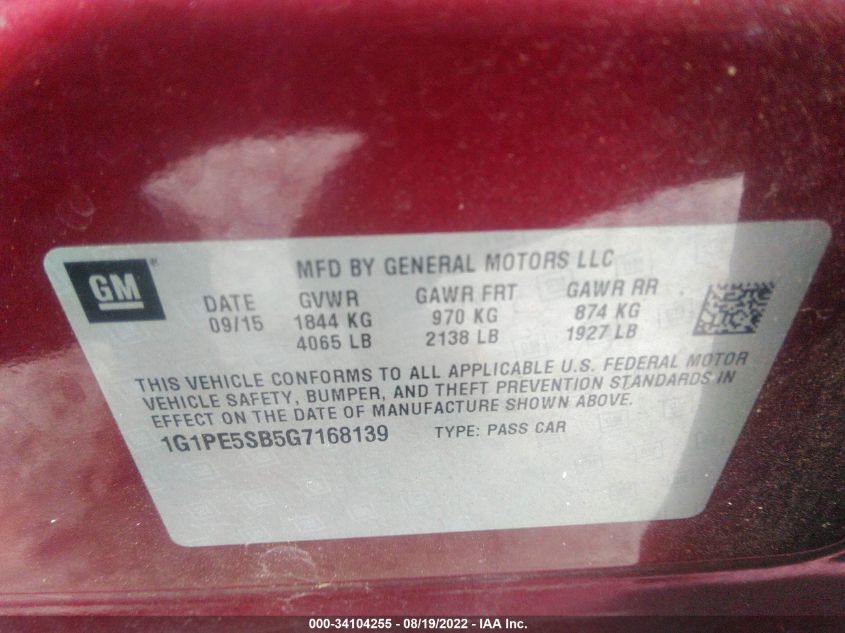 GM®
MFD BY GENERAL MOTORS LLC
DATE GVWR GAWR FRT GAWR RR
09/15 1844 KG 970 KG 874 KG
4065 LB 2138 LB 1927 LB
THIS VEHICLE CONFORMS TO ALL APPLICABLE U.S. FEDERAL MOTOR
VEHICLE SAFETY, BUMPER, AND THEFT PREVENTION STANDARDS IN
EFFECT ON THE DATE OF MANUFACTURE SHOWN ABOVE.
1G1PE5SB5G7168139 TYPE: PASS CAR
000-34104255 - 08/19/2022 - IAA Inc.